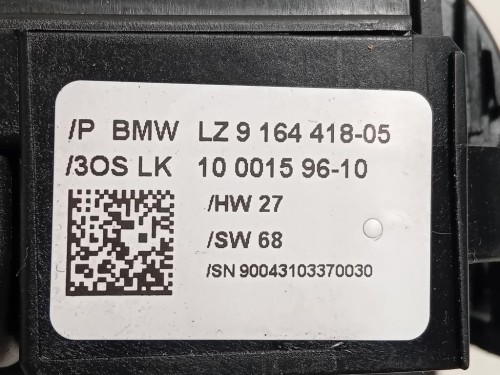 /P BMW LZ 9 164 418-05
/3OS LK 10 0015 96-10
/HW 27
/SW 68
/SN 90043103370030